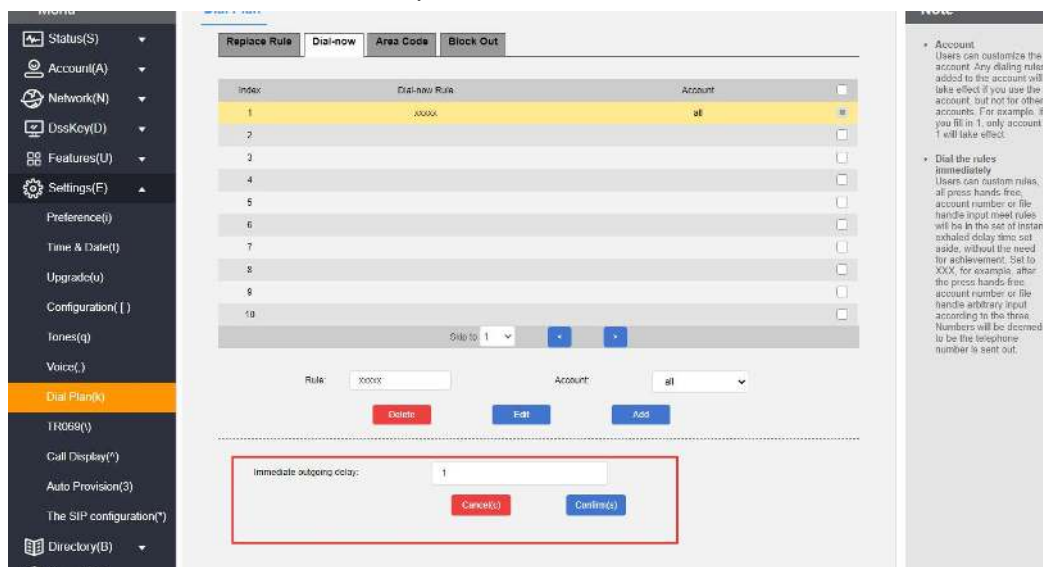 Menu
Dial Plan
Note
Status(S)
Account(A)
Network(N)
DssKey(D)
Features(U)
Settings(E)
Preference(i)
Time & Date(t)
Upgrade(u)
Configuration( [ )
Tones(q)
Voice(,)
Dial Plan(k)
TR069(\)
Call Display(^)
Auto Provision(3)
The SIP configuration(*)
Directory(B)
Replace Rule Dial-now Area Code Block Out
Index Dial-now Rule Account
1 xxxxx all
2
3
4
5
6
7
8
9
10
Skip to 1 < >
Rule: xxxxx Account: all
Delete Edit Add
Immediate outgoing delay: 1
Cancel(c) Confirm(s)
Account
Users can customize the
account. Any dialing rules
added to the account will
take effect if you use the
account, but not for other
accounts. For example, if
you fill in 1, only account
1 will take effect.
Dial the rules
immediately
Users can custom rules,
all press hands-free,
account number or file
handle input meet rules
will be in the set of instan
exhaled delay time set
aside, without the need
for achievement. Set to
XXX, for example, after
the press hands-free
account number or file
handle arbitrary input
according to the three
Numbers will be deemed
to be the telephone
number is sent out.